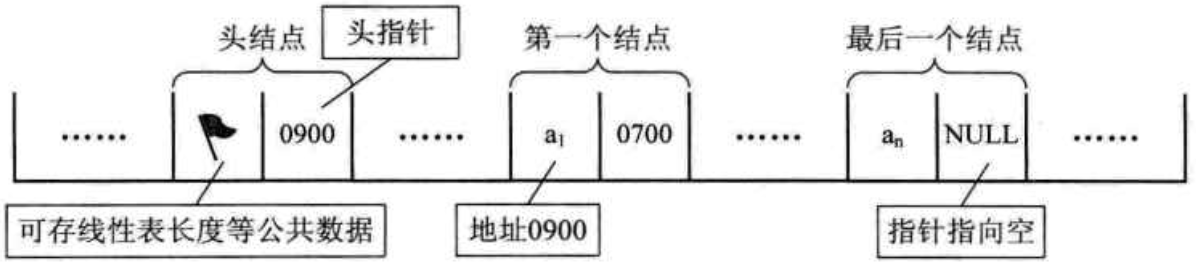 头结点 头指针 第一个结点 最后一个结点
…… 0900 …… a₁ 0700 …… aₙ NULL ……
可存线性表长度等公共数据 地址0900 指针指向空